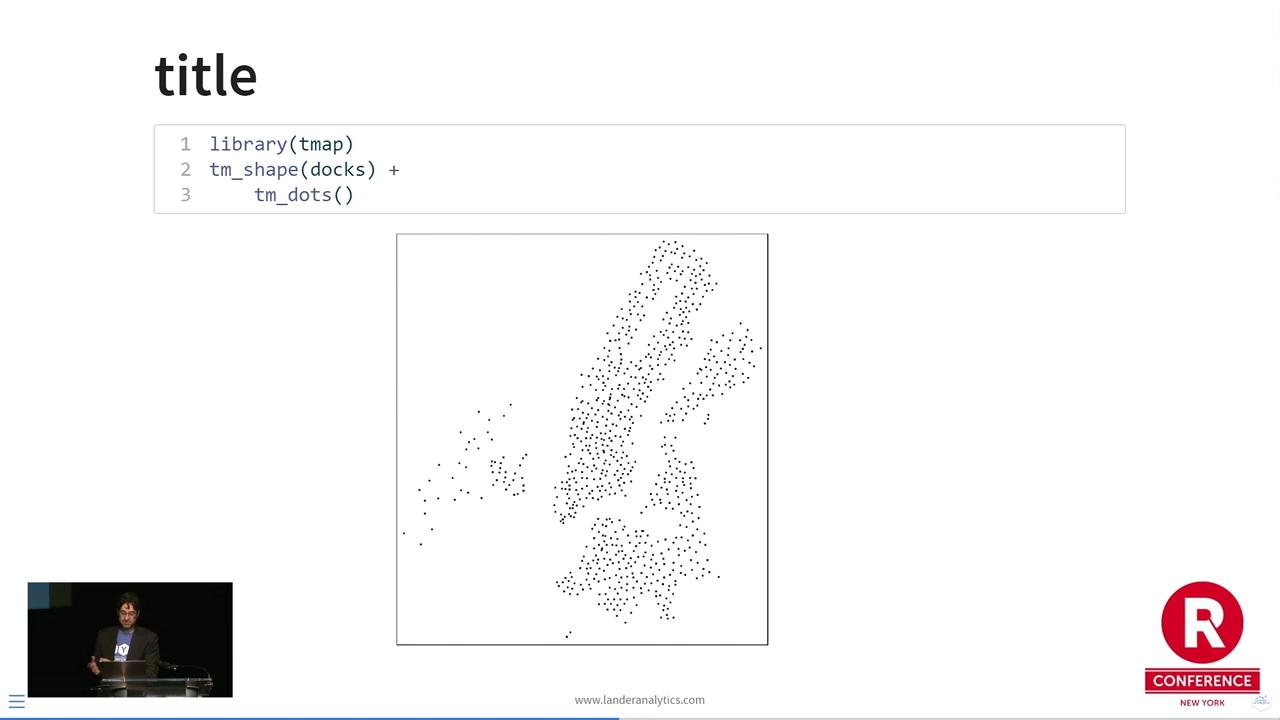 title
1 library(tmap)
2 tm_shape(docks) +
3 tm_dots()
Y
R
CONFERENCE
NEW YORK
www.landeranalytics.com